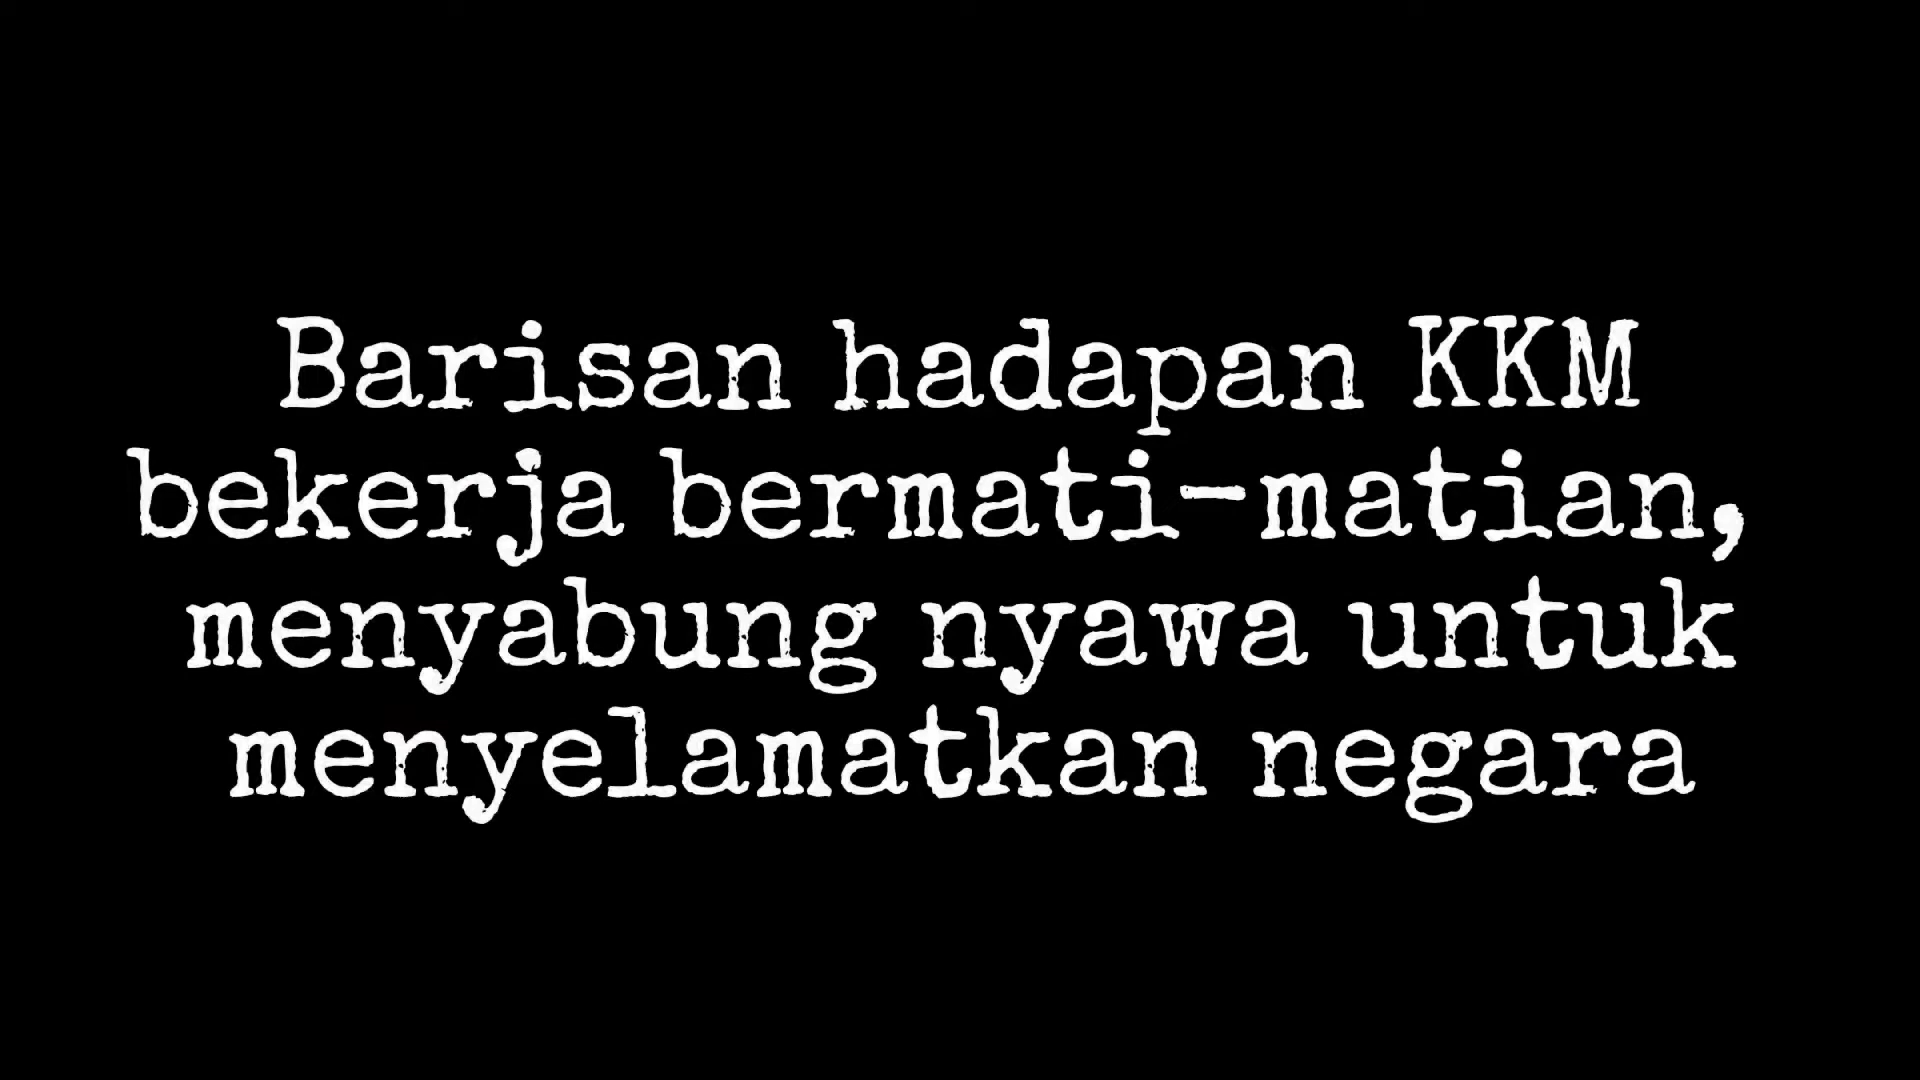 Barisan hadapan KKM
bekerja bermati-matian,
menyabung nyawa untuk
menyelamatkan negara